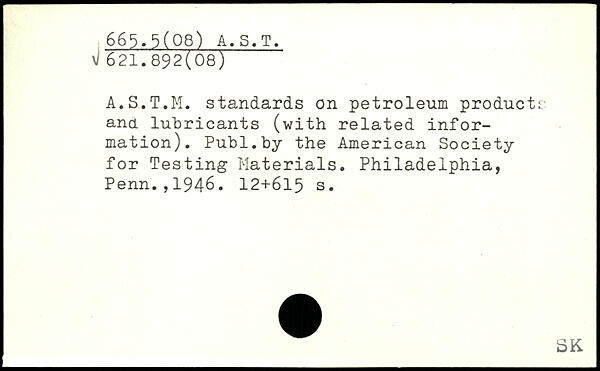 665.5(08) A.S.T.
√ 621.892(08)
A.S.T.M. standards on petroleum products
and lubricants (with related infor-
mation). Publ.by the American Society
for Testing Materials. Philadelphia,
Penn.,1946. 12+615 s.
SK